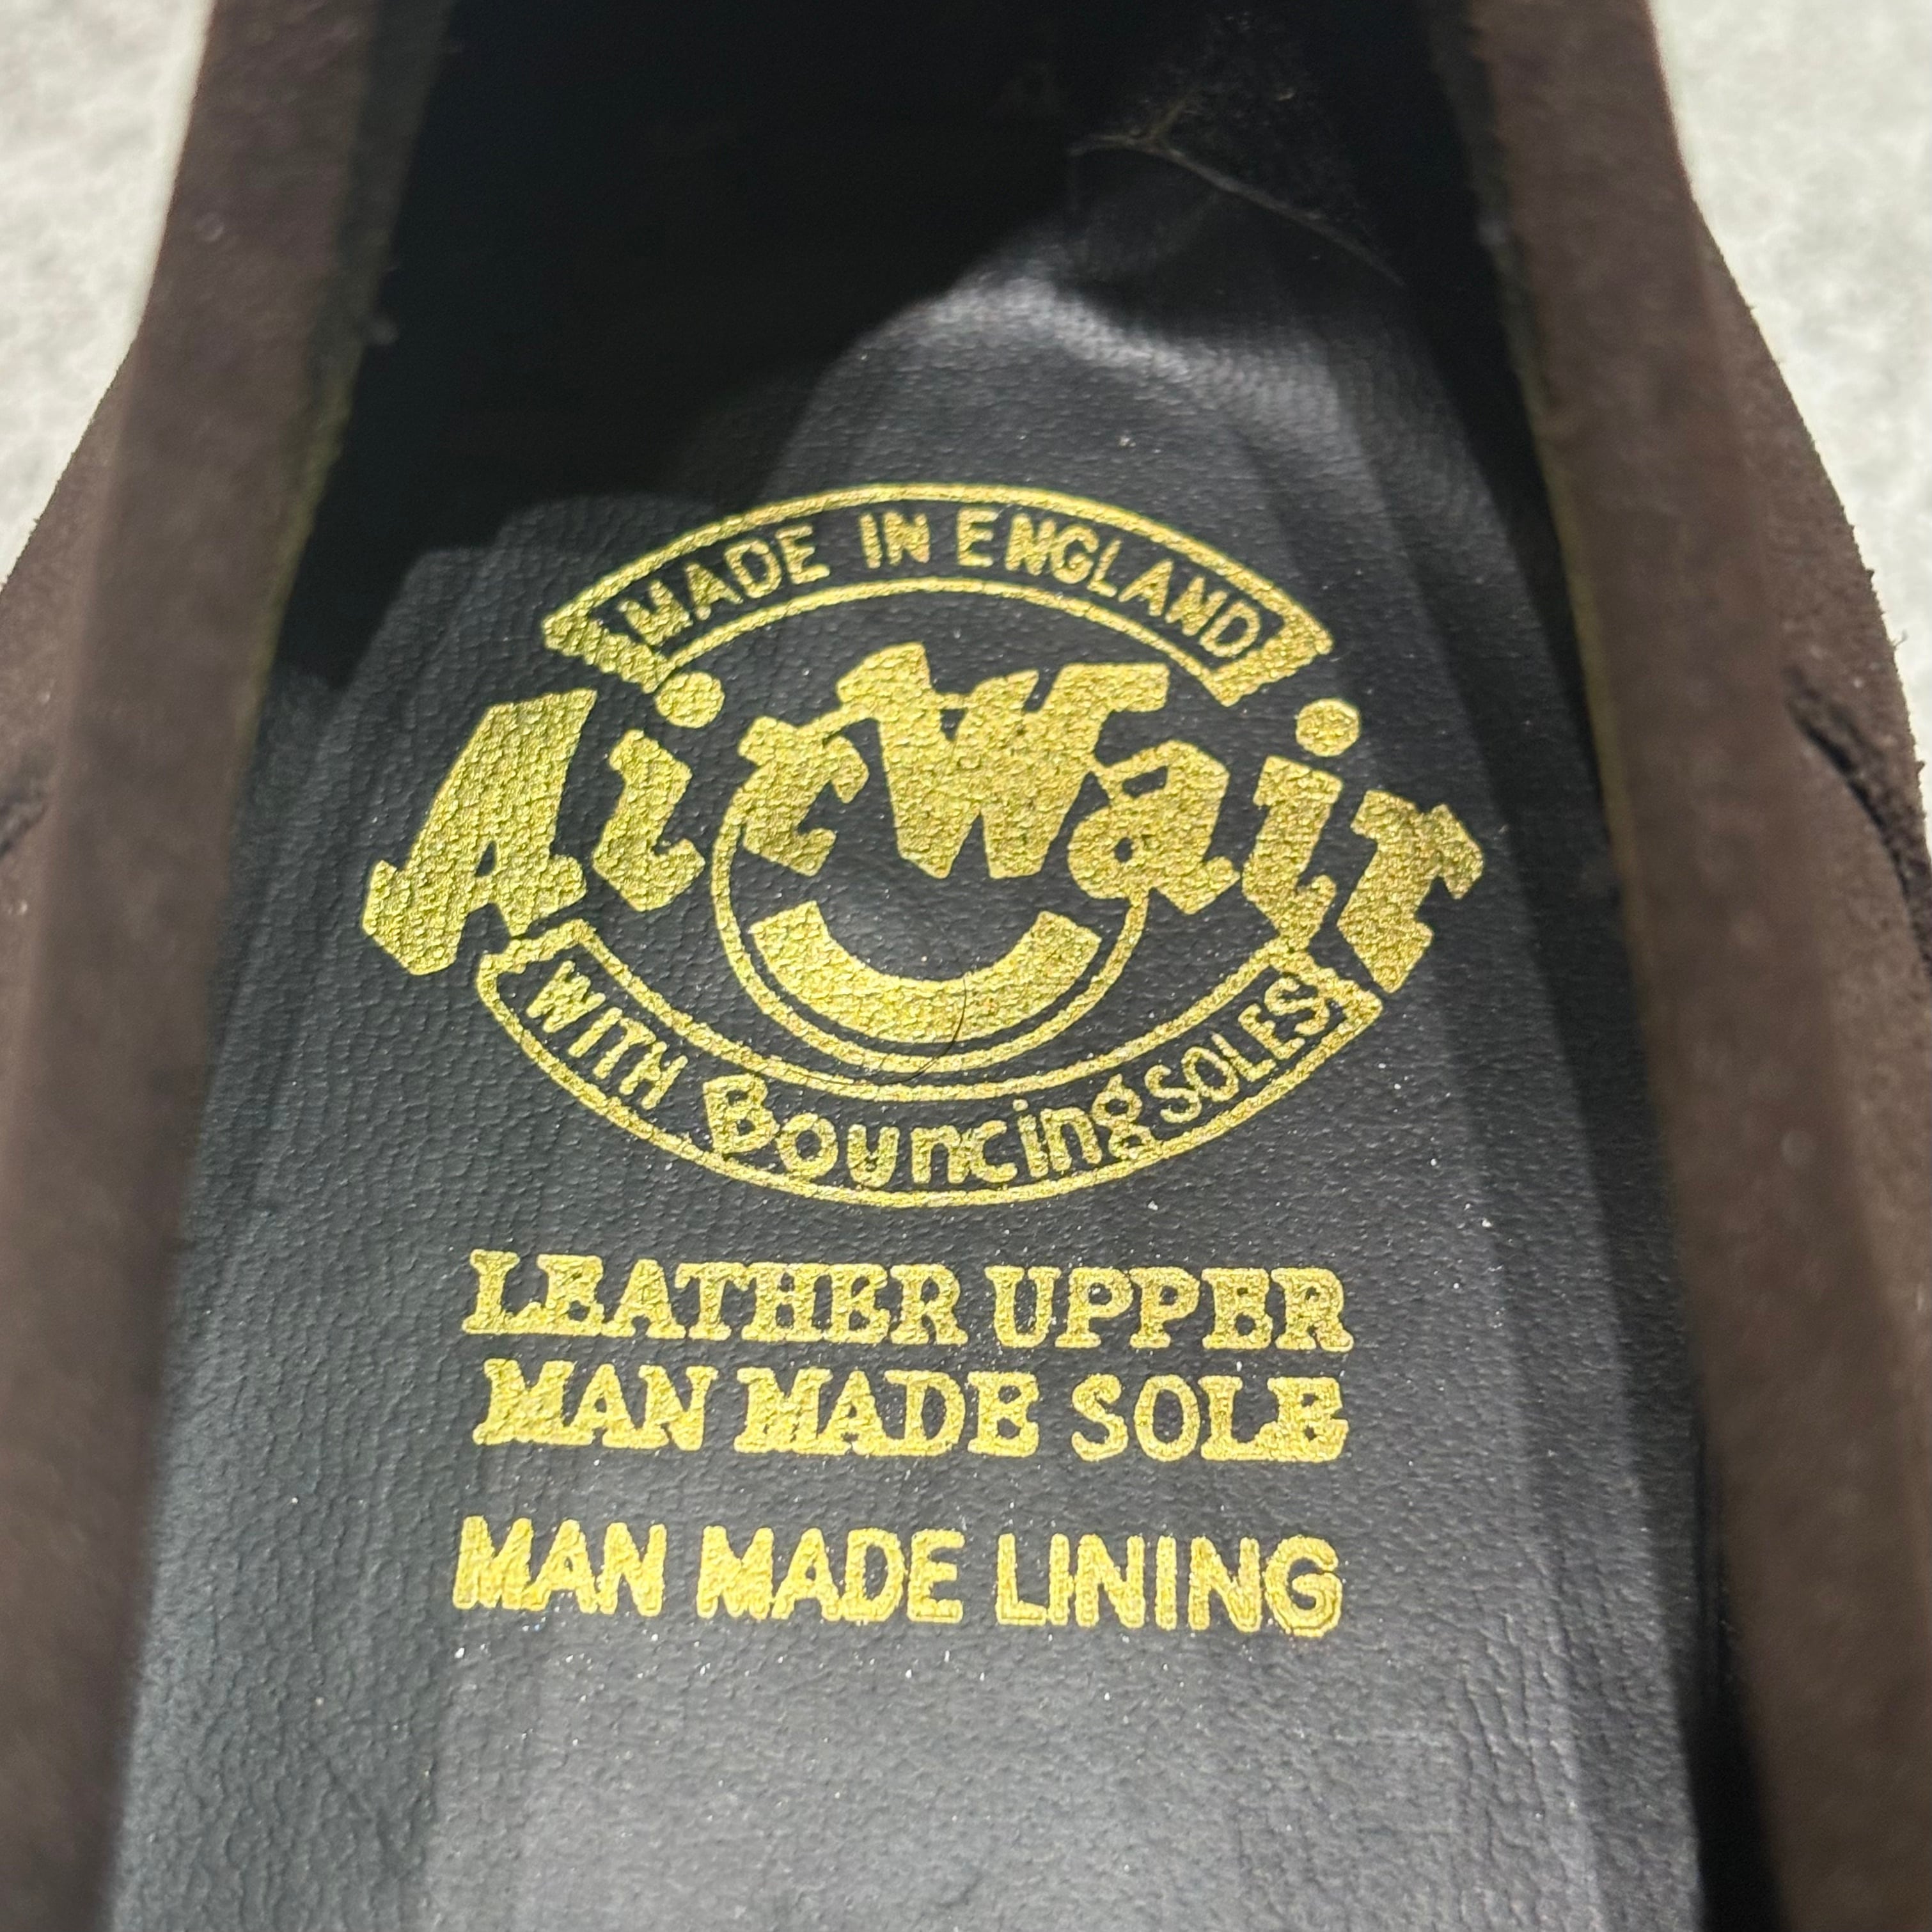 MADE IN ENGLAND
AirWair
WITH Bouncing SOLES
LEATHER UPPER
MAN MADE SOLE
MAN MADE LINING